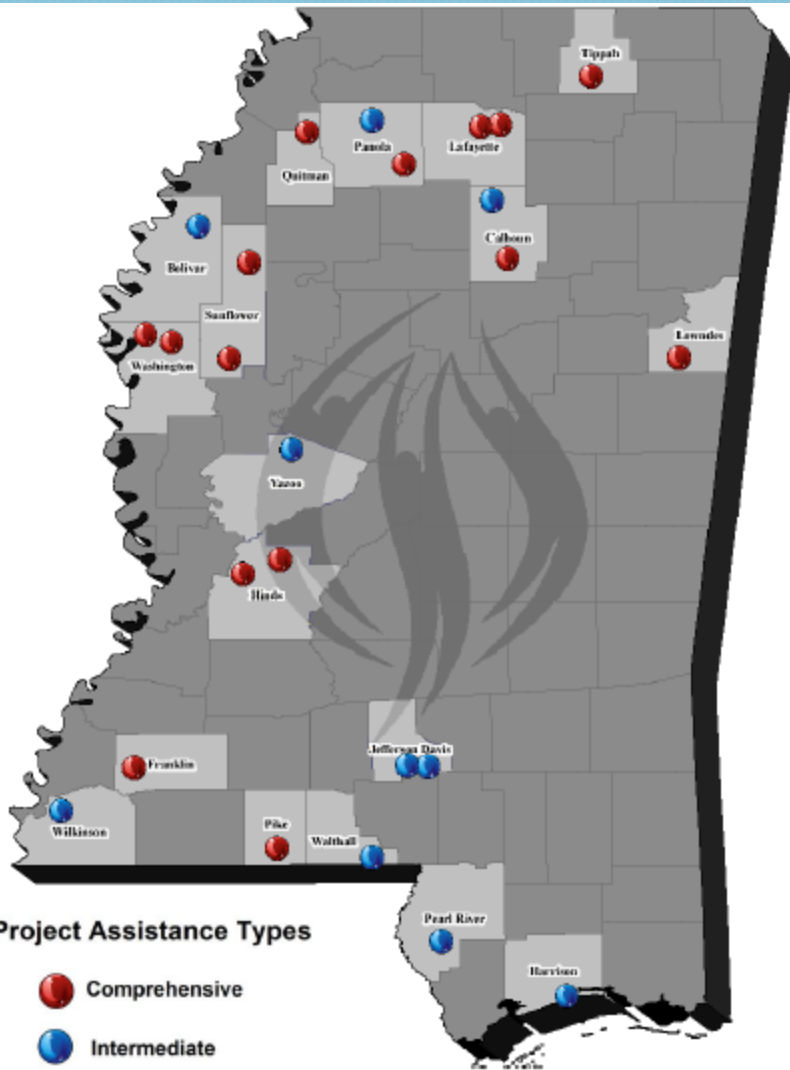 Tippah
Panola
Lafayette
Quitman
Calhoun
Bolivar
Sunflower
Lowndes
Washington
Yazoo
Hinds
Jefferson Davis
Franklin
Pike
Wilkinson
Walthall
Pearl River
Project Assistance Types
Harrison
Comprehensive
Intermediate